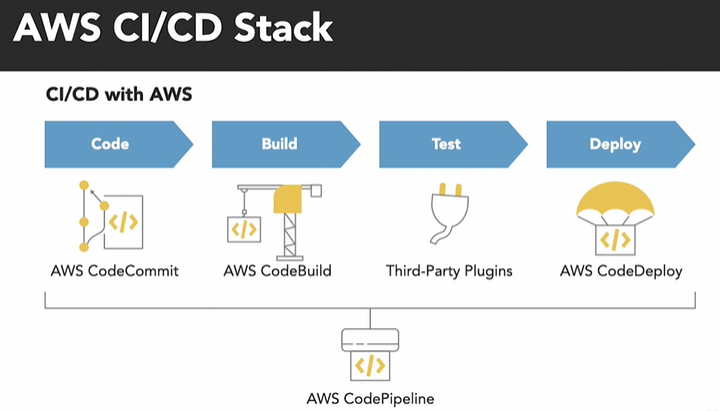 AWS CI/CD Stack
CI/CD with AWS
Code
Build
Test
Deploy
</>
</>
</>
AWS CodeCommit
AWS CodeBuild
Third-Party Plugins
AWS CodeDeploy
</>
AWS CodePipeline